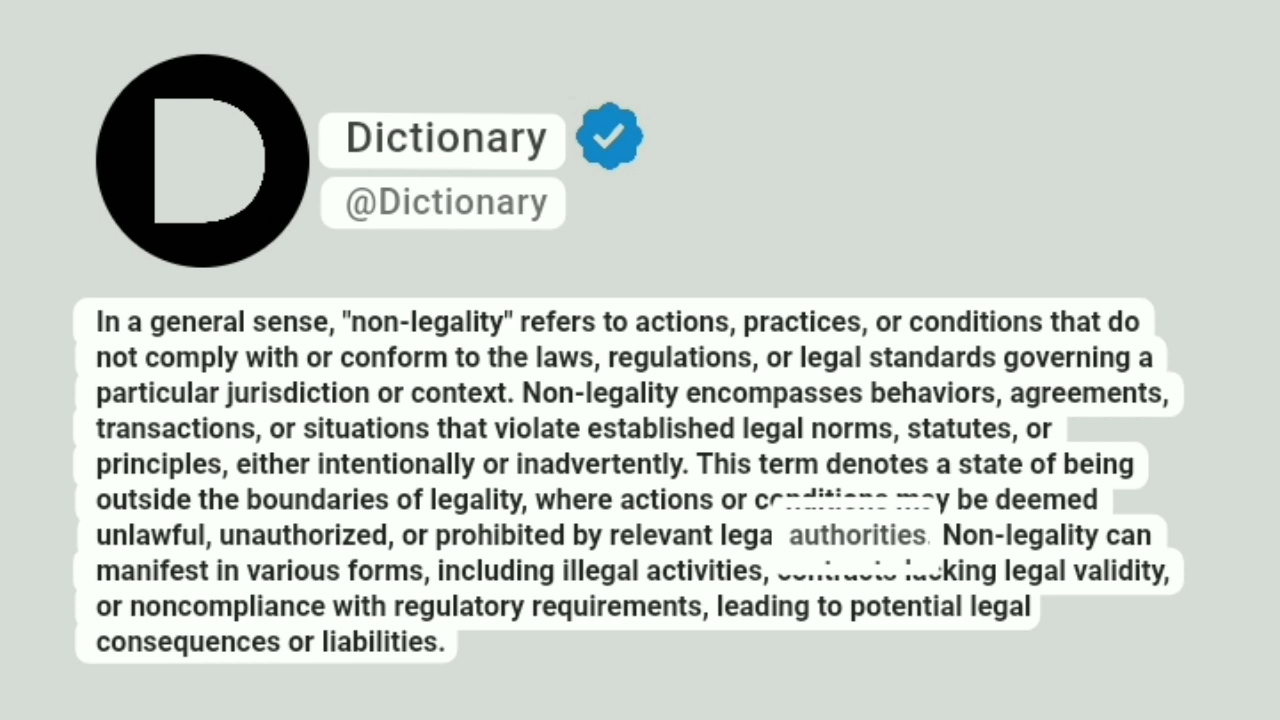 D
Dictionary
@Dictionary
In a general sense, "non-legality" refers to actions, practices, or conditions that do
not comply with or conform to the laws, regulations, or legal standards governing a
particular jurisdiction or context. Non-legality encompasses behaviors, agreements,
transactions, or situations that violate established legal norms, statutes, or
principles, either intentionally or inadvertently. This term denotes a state of being
outside the boundaries of legality, where actions or conditions may be deemed
unlawful, unauthorized, or prohibited by relevant lega authorities. Non-legality can
manifest in various forms, including illegal activities, contracts lacking legal validity,
or noncompliance with regulatory requirements, leading to potential legal
consequences or liabilities.